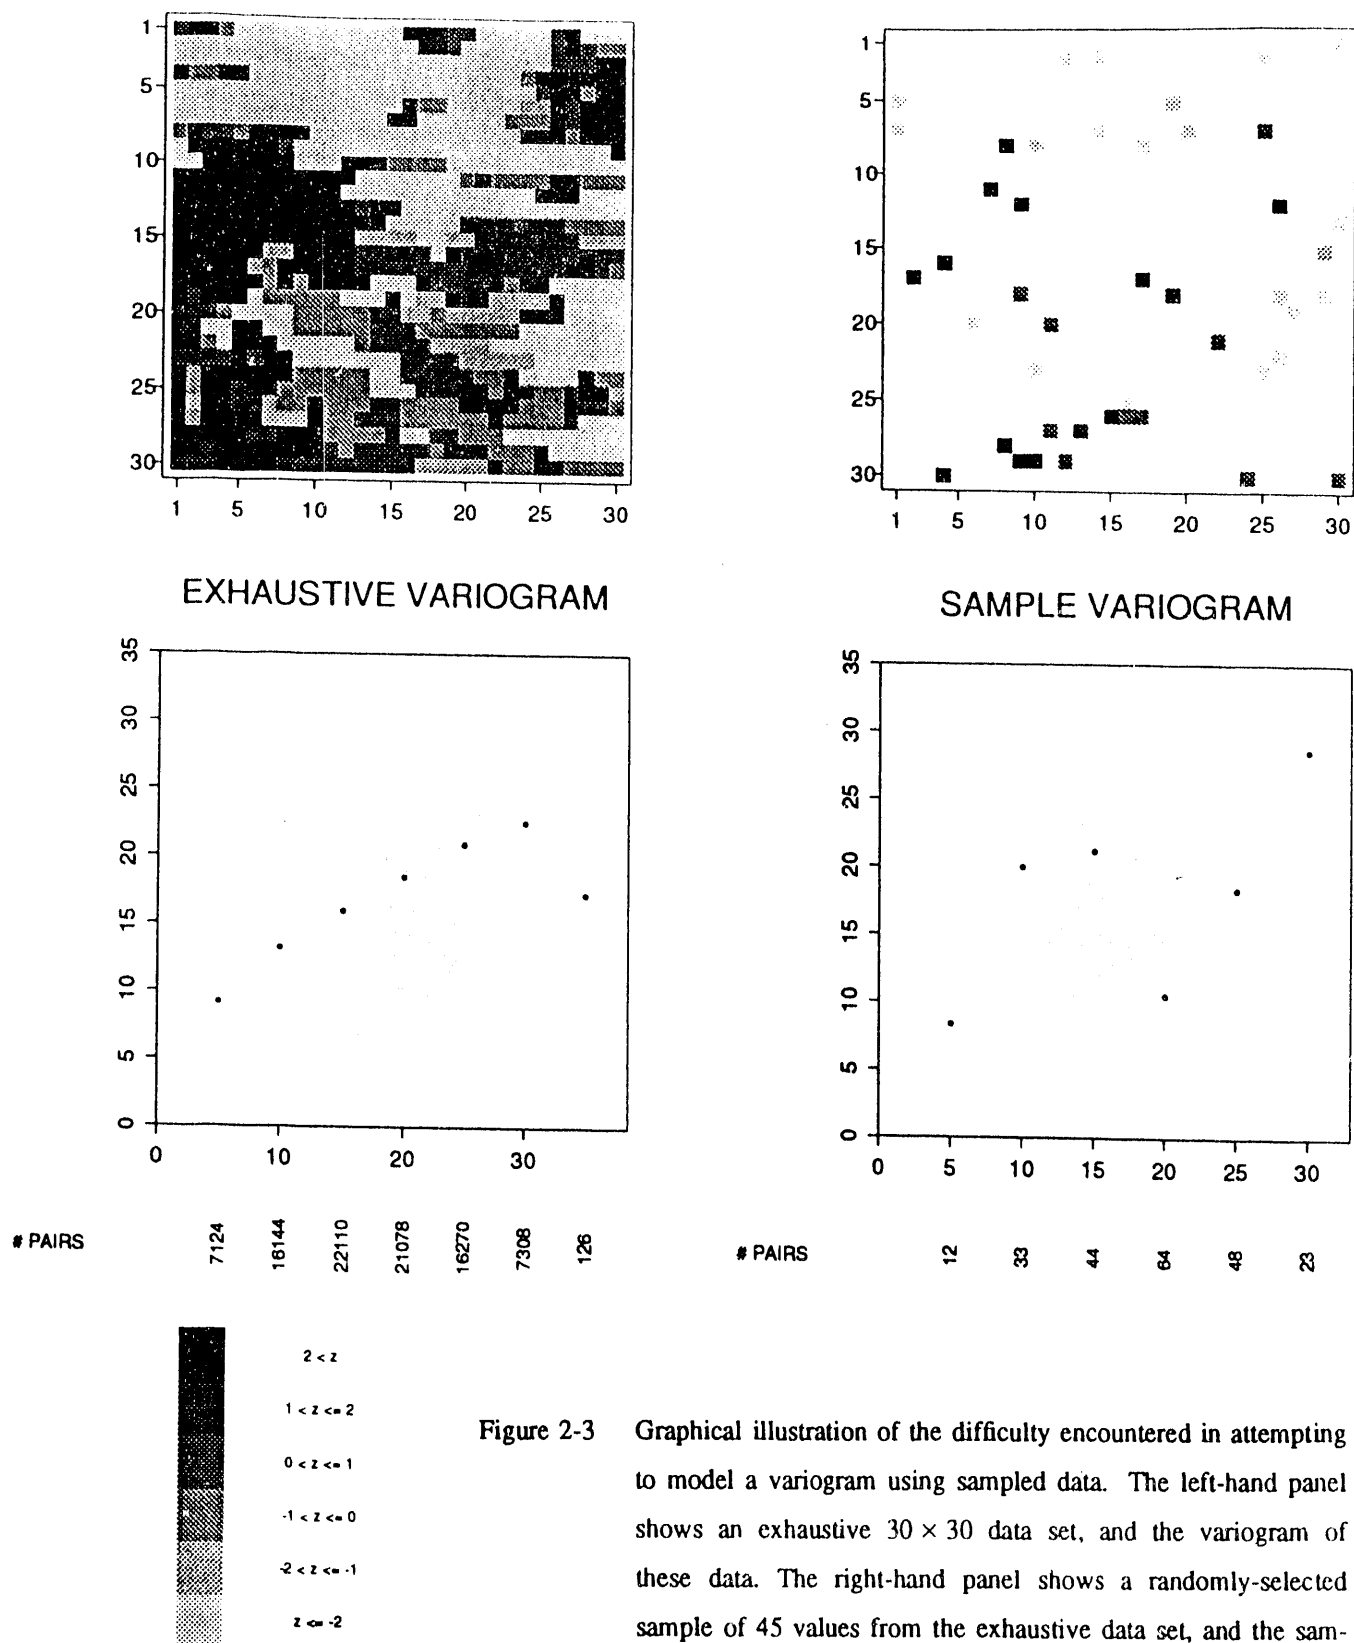 1
5
10
15
20
25
30
1 5 10 15 20 25 30
1
5
10
15
20
25
30
1 5 10 15 20 25 30
EXHAUSTIVE VARIOGRAM
35
30
25
20
15
10
5
0
0 10 20 30
# PAIRS 7124 16144 22110 21078 16270 7308 126
SAMPLE VARIOGRAM
35
30
25
20
15
10
5
0
0 5 10 15 20 25 30
# PAIRS 12 33 44 64 48 23
2 < z
1 < z <= 2
0 < z <= 1
-1 < z <= 0
-2 < z <= -1
z <= -2
Figure 2-3 Graphical illustration of the difficulty encountered in attempting
to model a variogram using sampled data. The left-hand panel
shows an exhaustive 30 × 30 data set, and the variogram of
these data. The right-hand panel shows a randomly-selected
sample of 45 values from the exhaustive data set, and the sam-